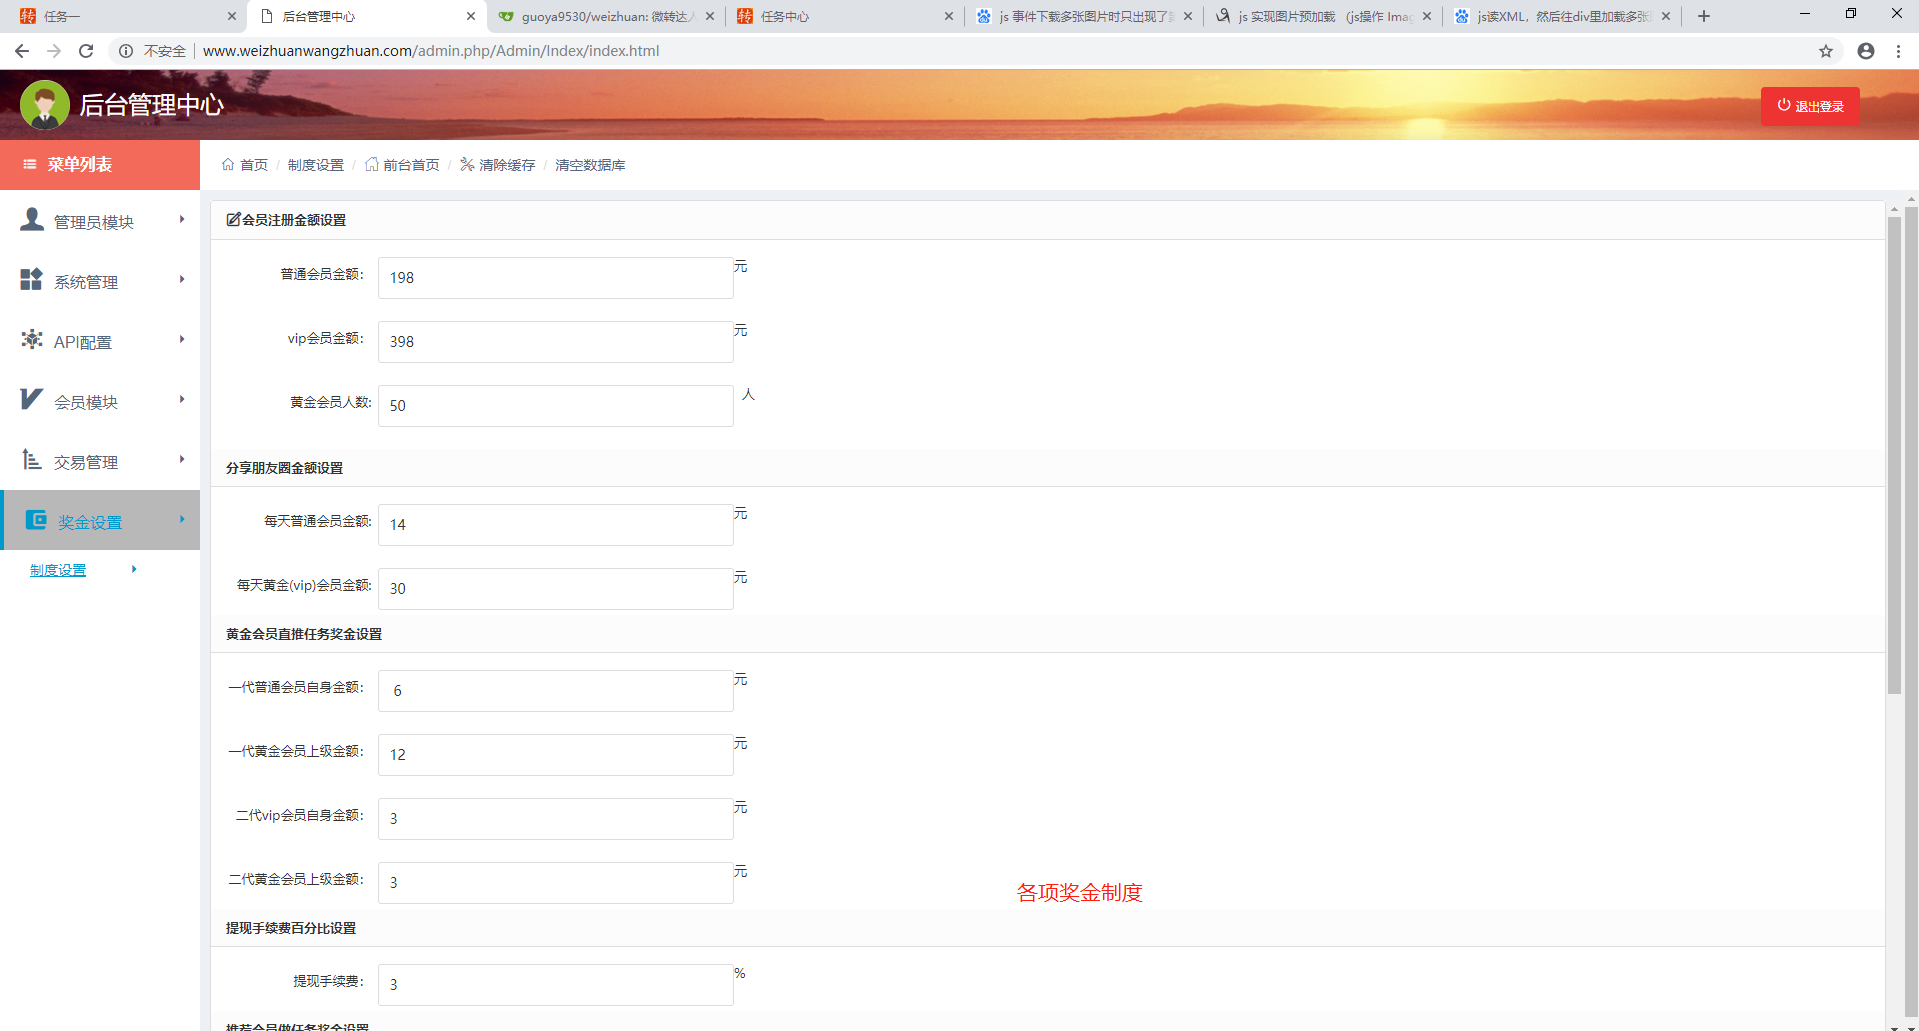 任务一
后台管理中心
guoya9530/weizhuan: 微转达人
任务中心
js 事件下载多张图片时只出现了
js 实现图片预加载 （js操作 Imag
js读XML，然后往div里加载多张
不安全 www.weizhuanwangzhuan.com/admin.php/Admin/Index/index.html
后台管理中心
退出登录
菜单列表
首页 / 制度设置 / 前台首页 / 清除缓存 / 清空数据库
管理员模块
系统管理
API配置
会员模块
交易管理
奖金设置
制度设置
会员注册金额设置
普通会员金额： 198 元
vip会员金额： 398 元
黄金会员人数: 50 人
分享朋友圈金额设置
每天普通会员金额: 14 元
每天黄金(vip)会员金额: 30 元
黄金会员直推任务奖金设置
一代普通会员自身金额： 6 元
一代黄金会员上级金额： 12 元
二代vip会员自身金额： 3 元
二代黄金会员上级金额： 3 元
各项奖金制度
提现手续费百分比设置
提现手续费： 3 %
推荐会员做任务奖金设置